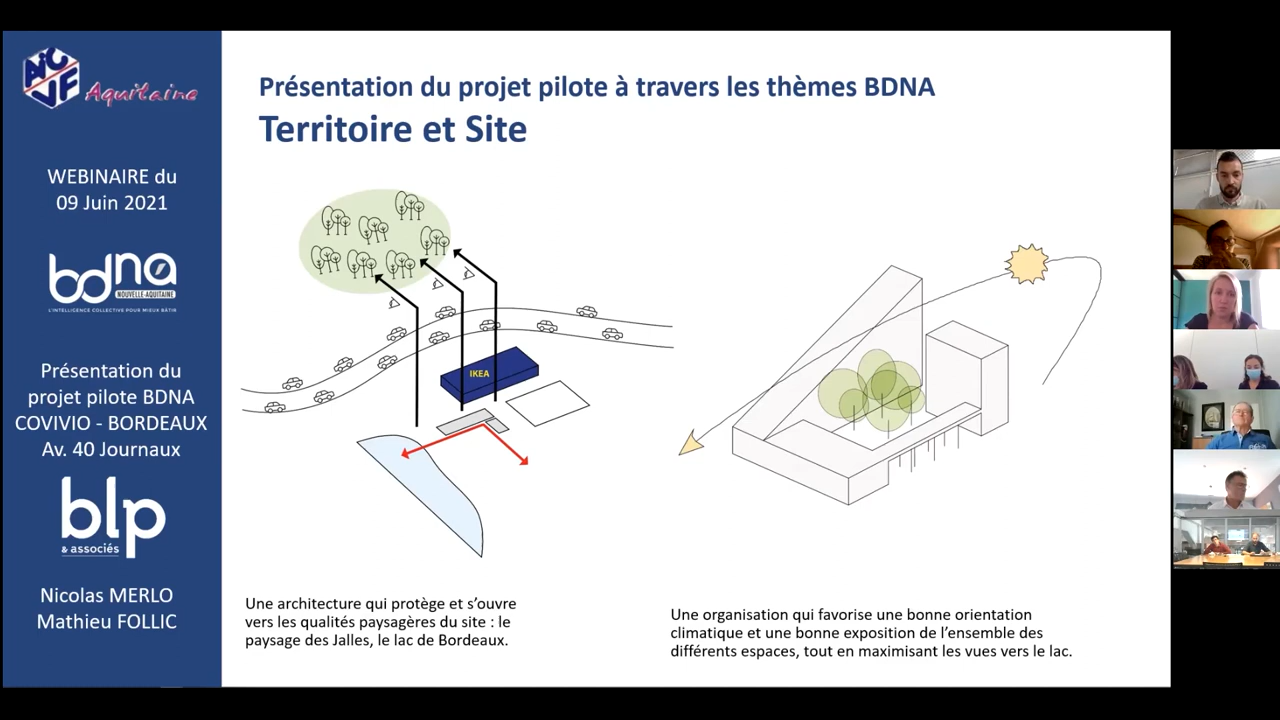 AICVF
Aquitaine
WEBINAIRE du
09 Juin 2021
bdna
NOUVELLE-AQUITAINE
L'INTELLIGENCE COLLECTIVE POUR MIEUX BÂTIR
Présentation du
projet pilote BDNA
COVIVIO - BORDEAUX
Av. 40 Journaux
blp
& associés
Nicolas MERLO
Mathieu FOLLIC
Présentation du projet pilote à travers les thèmes BDNA
Territoire et Site
IKEA
Une architecture qui protège et s’ouvre
vers les qualités paysagères du site : le
paysage des Jalles, le lac de Bordeaux.
Une organisation qui favorise une bonne orientation
climatique et une bonne exposition de l’ensemble des
différents espaces, tout en maximisant les vues vers le lac.